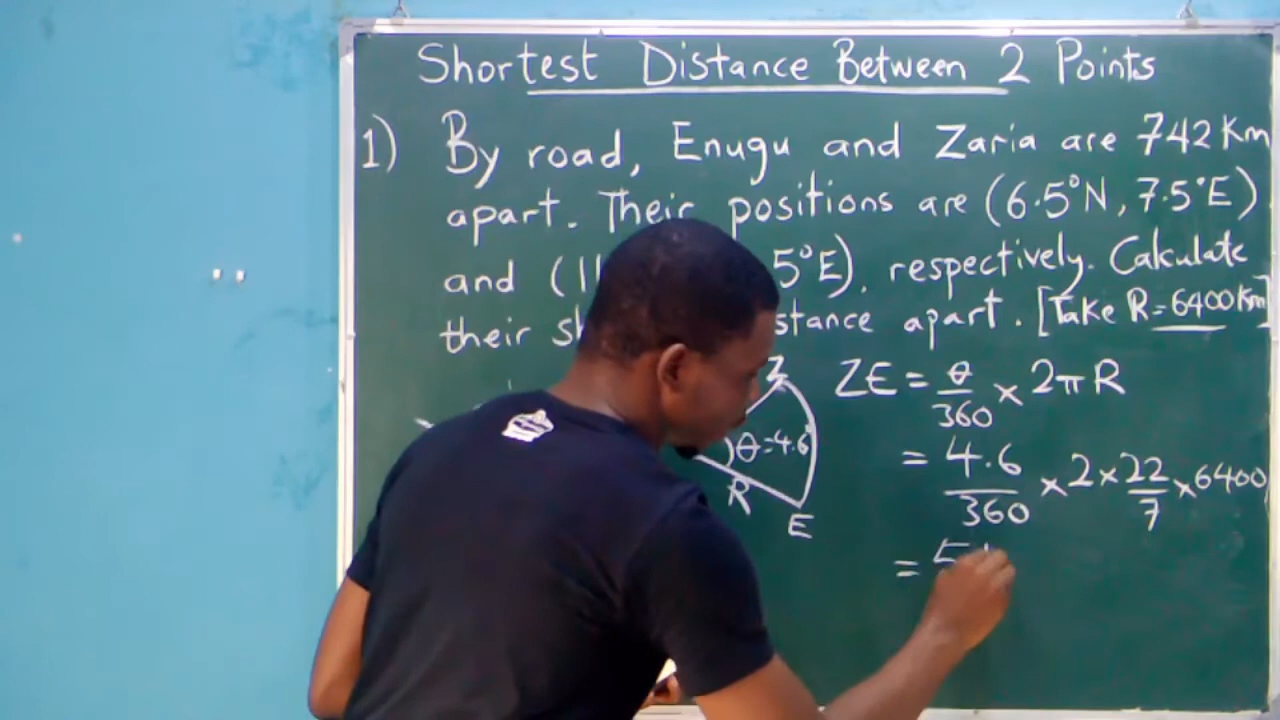 Shortest Distance Between 2 Points
1) By road, Enugu and Zaria are 742 Km
apart. Their positions are (6.5°N, 7.5°E)
and (11 5°E), respectively. Calculate
their sh stance apart. [Take R=6400Km]
Z
θ=4.6
R
E
ZE = θ/360 × 2πR
= 4.6/360 × 2 × 22/7 × 6400
= 51